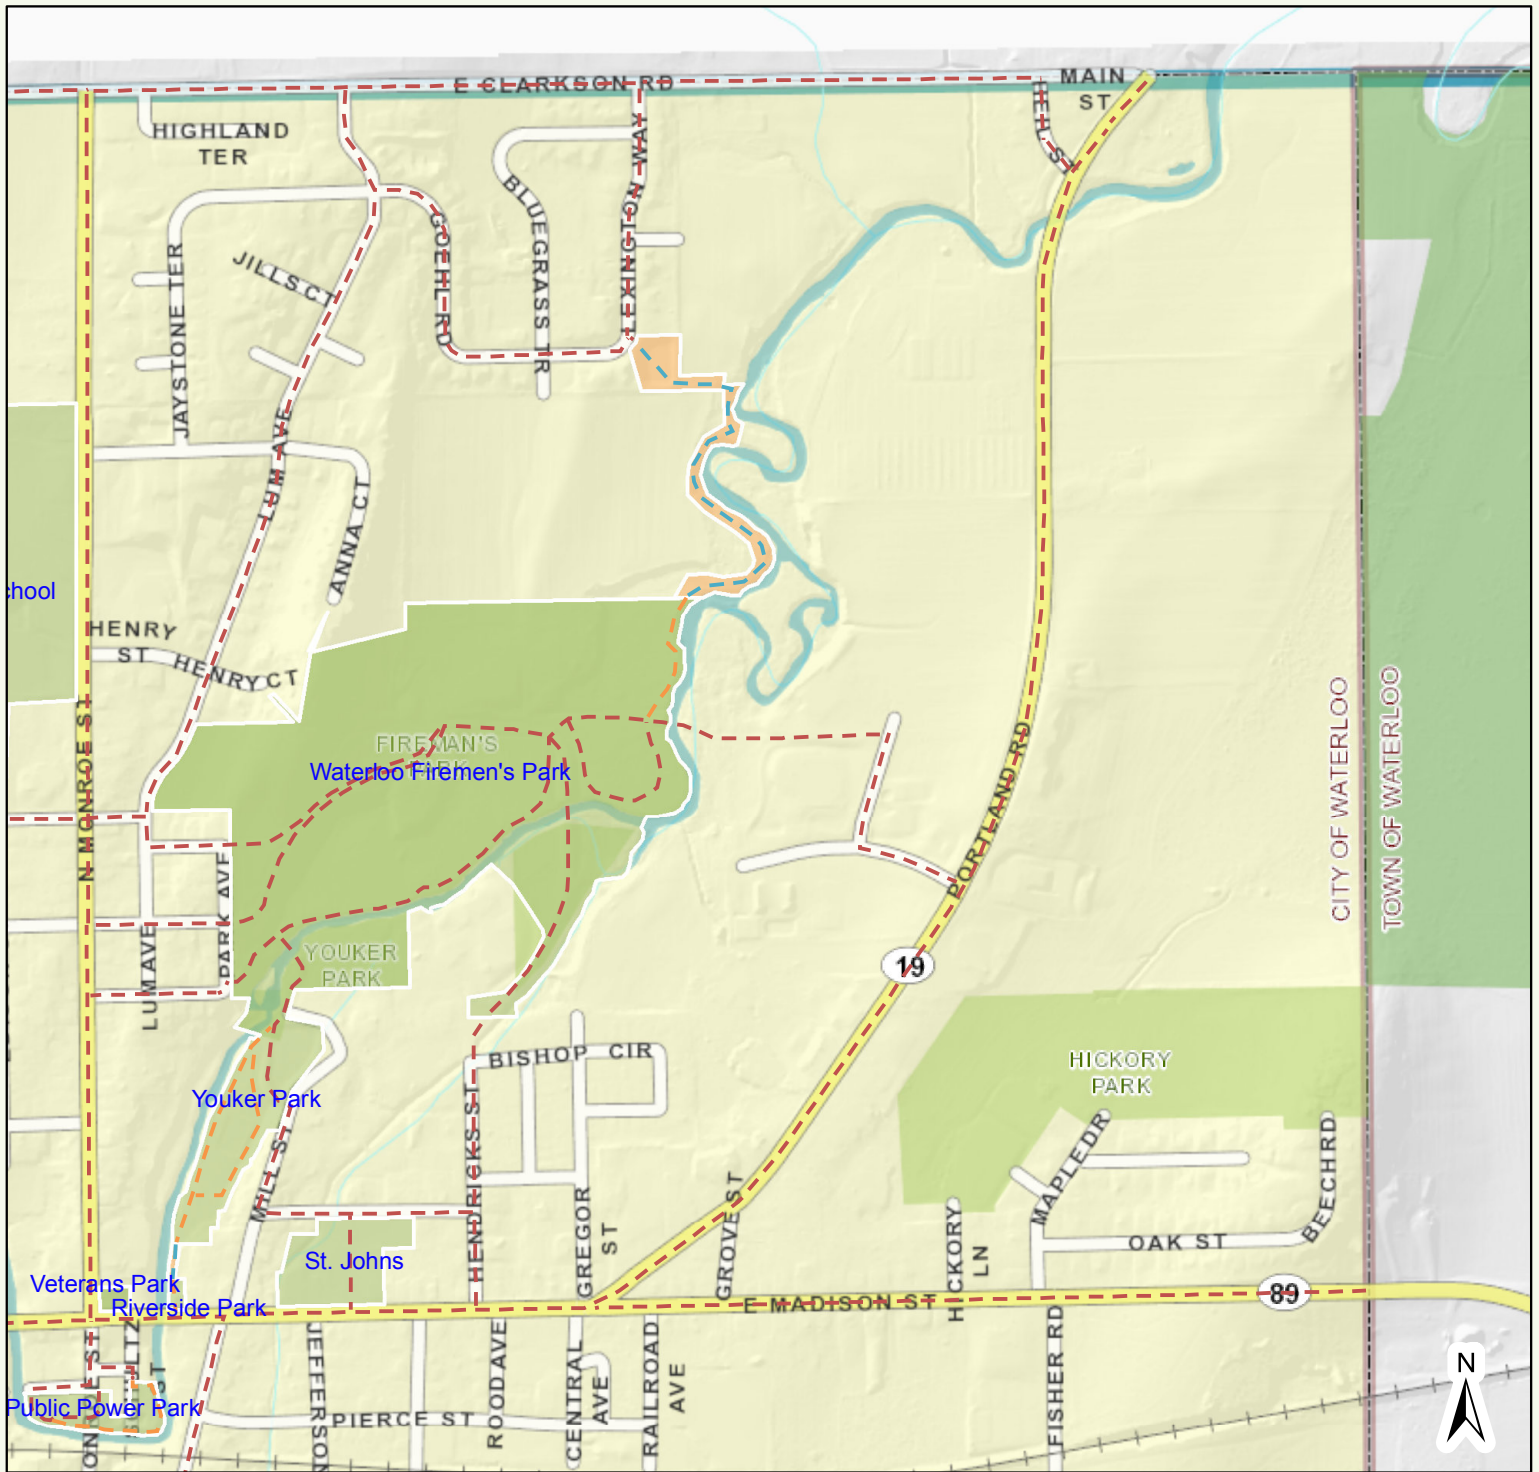 E CLARKSON RD
MAIN
ST
HEIL ST
HIGHLAND
TER
BLUEGRASS TR
LEXINGTON WAY
GOEHL RD
JAYSTONE TER
JILLS CT
LUM AVE
ANNA CT
chool
HENRY
ST
HENRY CT
N MONROE ST
FIREMAN'S
PARK
Waterloo Firemen's Park
PORTLAND RD
CITY OF WATERLOO
TOWN OF WATERLOO
PARK AVE
LUM AVE
YOUKER
PARK
19
BISHOP CIR
HICKORY
PARK
Youker Park
MILL ST
HENDRICKS ST
GREGOR
ST
GROVE ST
HICKORY
LN
MAPLE DR
BEECH RD
OAK ST
St. Johns
Veterans Park
Riverside Park
E MADISON ST
89
JEFFERSON
ROOD AVE
CENTRAL
AVE
RAILROAD
AVE
FISHER RD
PIERCE ST
Public Power Park
ST
N